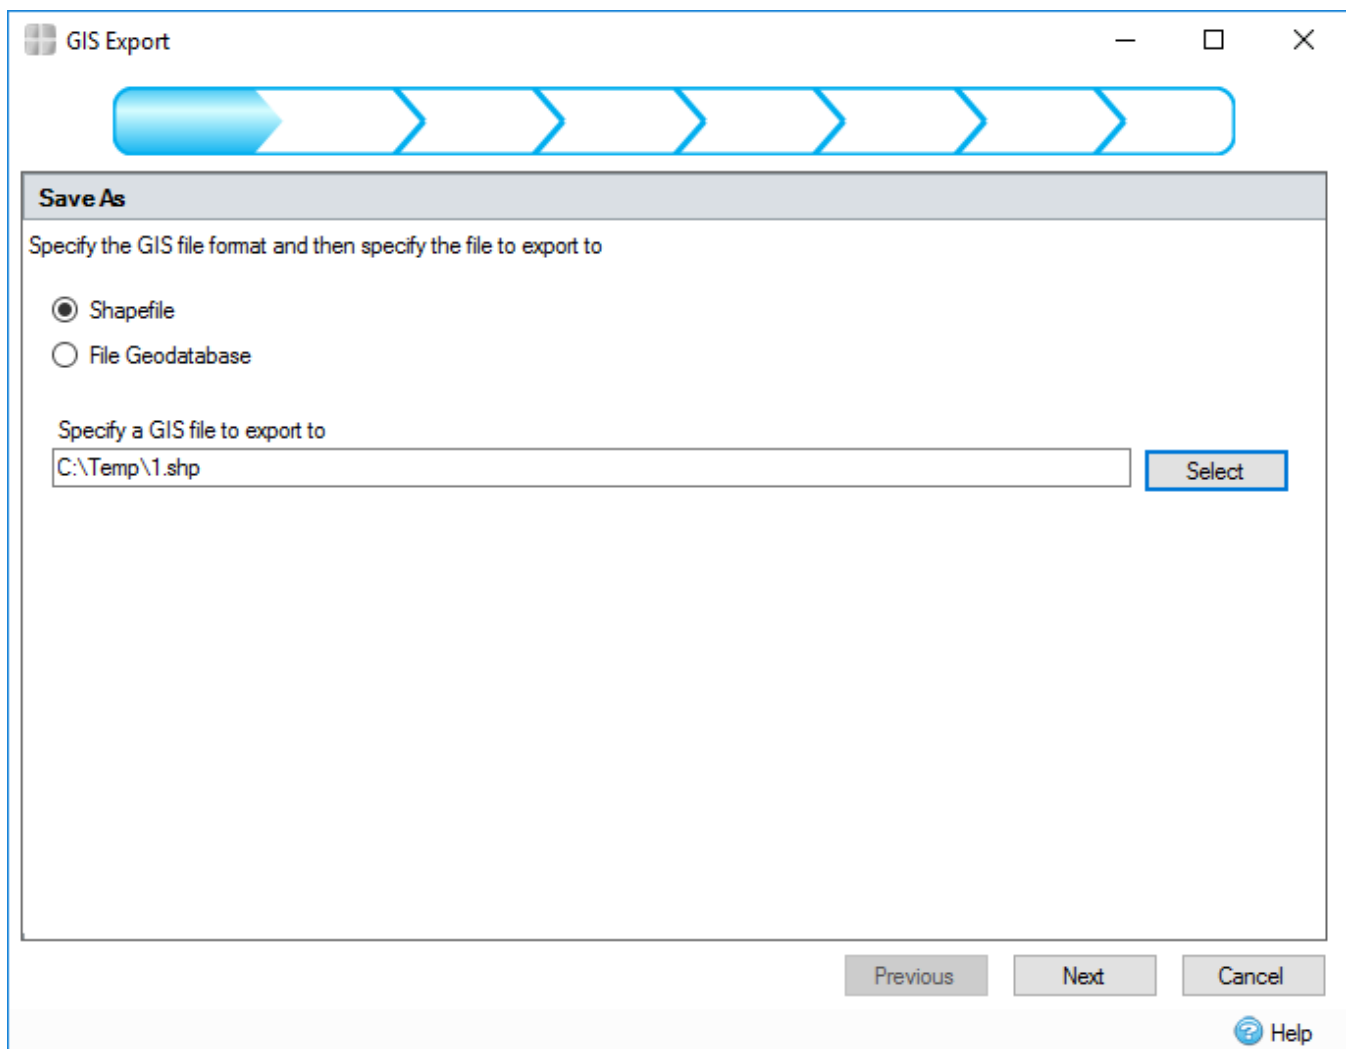 GIS Export
Save As
Specify the GIS file format and then specify the file to export to
Shapefile
File Geodatabase
Specify a GIS file to export to
C:\Temp\1.shp
Select
Previous Next Cancel
Help